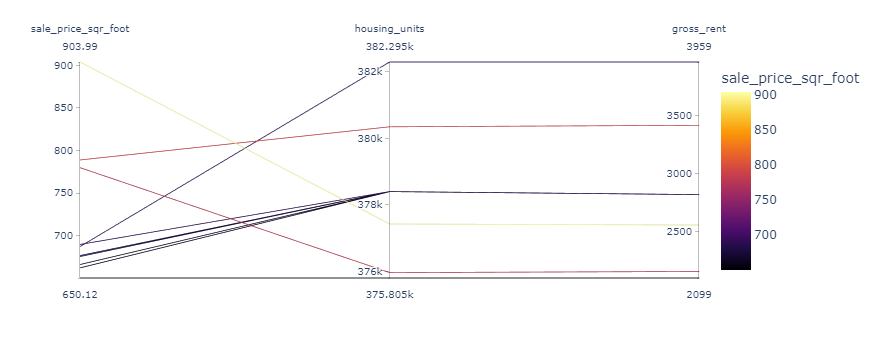 sale_price_sqr_foot housing_units gross_rent
903.99 382.295k 3959
900
850
800
750
700
650.12
382k
380k
378k
376k
375.805k
3500
3000
2500
2099
sale_price_sqr_foot
900
850
800
750
700